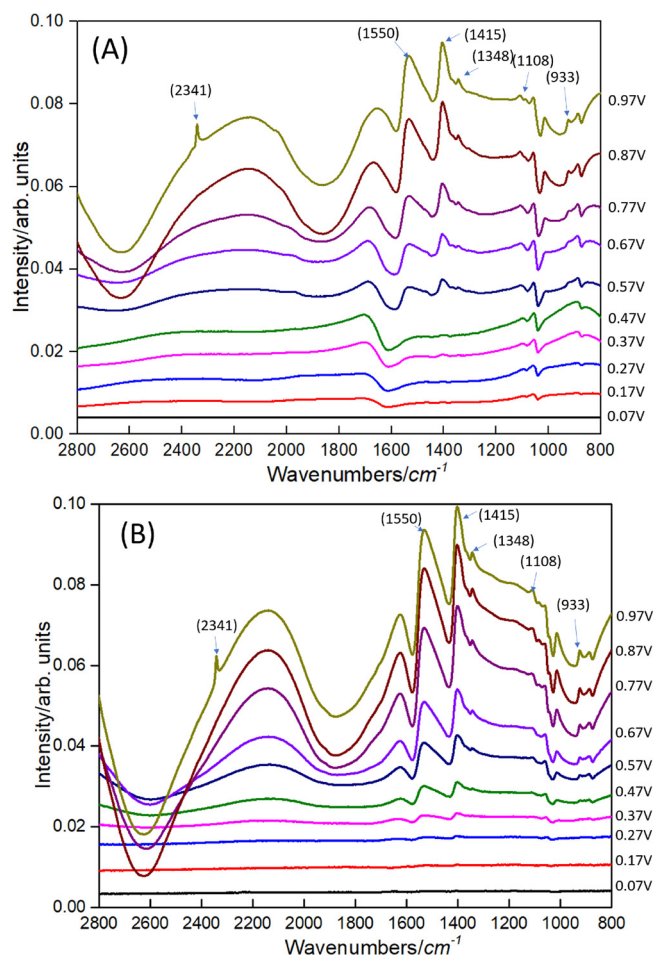 (A)
(1550)
(1415)
(1348)
(1108)
(933)
(2341)
0.97V
0.87V
0.77V
0.67V
0.57V
0.47V
0.37V
0.27V
0.17V
0.07V
0.10
0.08
0.06
0.04
0.02
0.00
Intensity/arb. units
2800 2600 2400 2200 2000 1800 1600 1400 1200 1000 800
Wavenumbers/cm⁻¹
(B)
(1550)
(1415)
(1348)
(1108)
(933)
(2341)
0.97V
0.87V
0.77V
0.67V
0.57V
0.47V
0.37V
0.27V
0.17V
0.07V
0.10
0.08
0.06
0.04
0.02
0.00
Intensity/arb. units
2800 2600 2400 2200 2000 1800 1600 1400 1200 1000 800
Wavenumbers/cm⁻¹